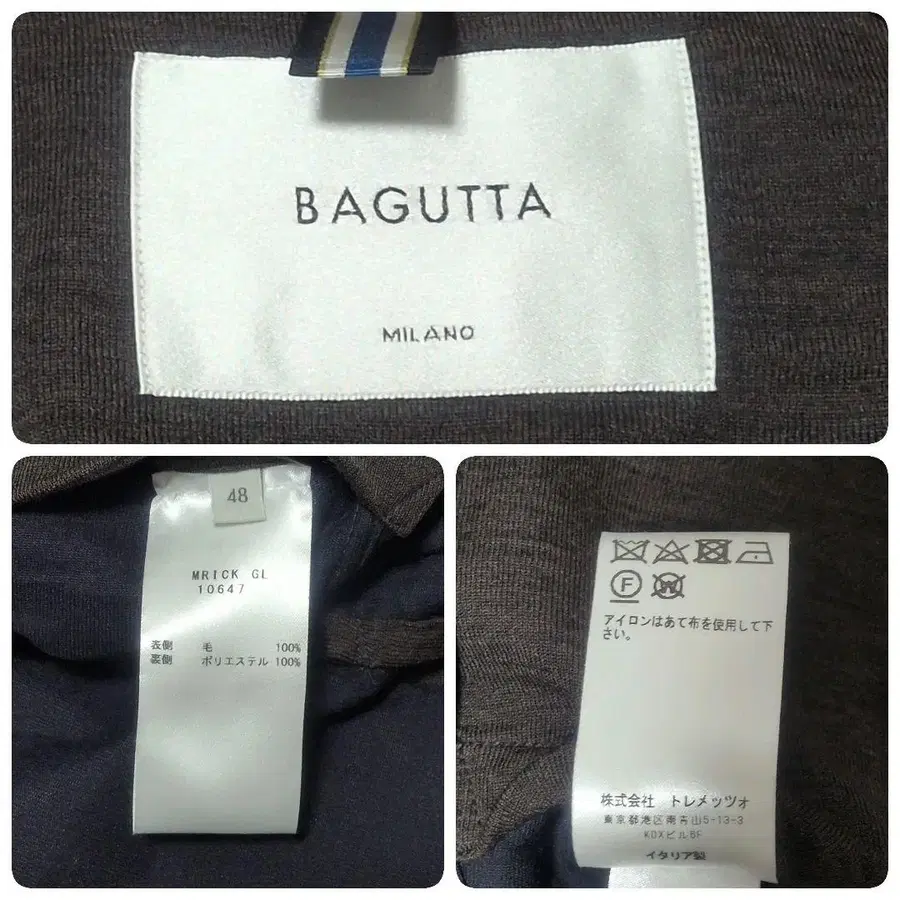 BAGUTTA
MILANO
48
MRICK GL
10647
表側 毛 100%
裏側 ポリエステル 100%
F
W
アイロンはあて布を使用して下
さい。
株式会社 トレメッツォ
東京都港区南青山5-13-3
KDXビル6F
イタリア製